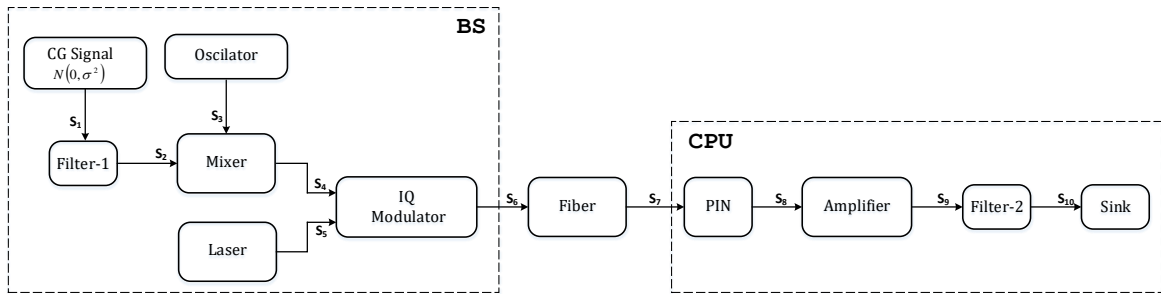 BS
CG Signal
N(0,σ²)
Oscilator
S₁
S₃
Filter-1
S₂
Mixer
S₄
IQ
Modulator
Laser
S₅
S₆
Fiber
S₇
CPU
PIN
S₈
Amplifier
S₉
Filter-2
S₁₀
Sink